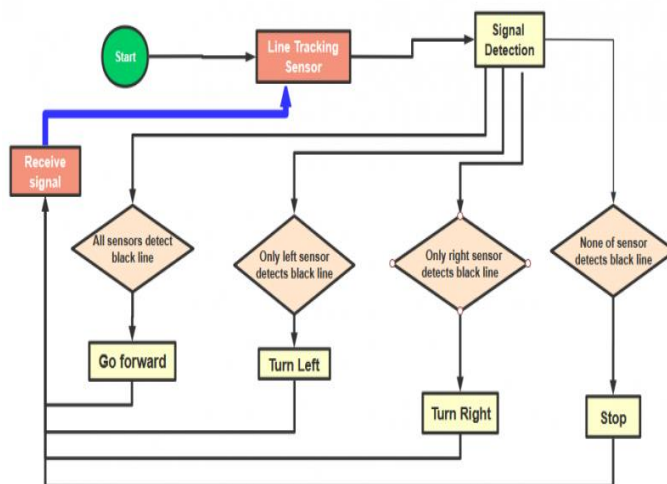 Start
Line Tracking
Sensor
Signal
Detection
Receive
signal
All sensors detect
black line
Only left sensor
detects black line
Only right sensor
detects black line
None of sensor
detects black line
Go forward
Turn Left
Turn Right
Stop